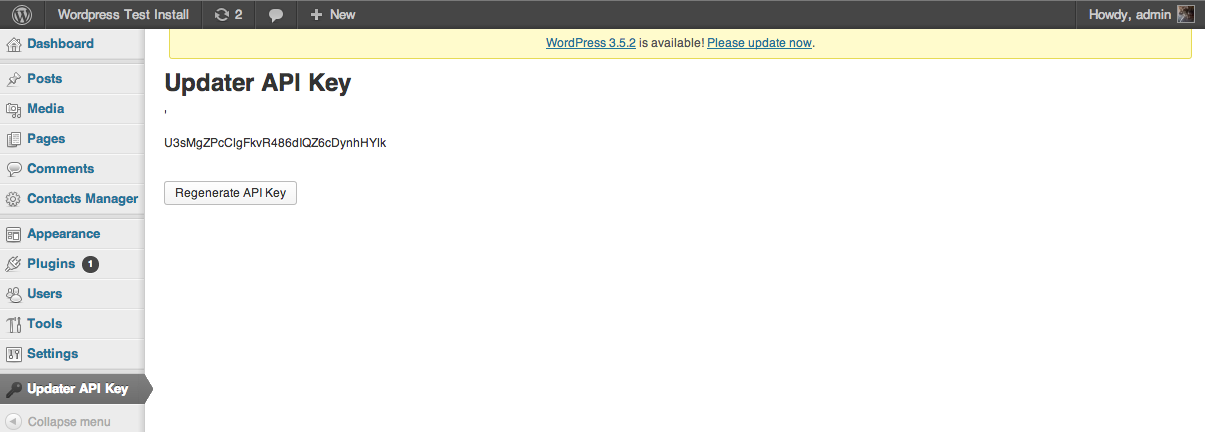 Wordpress Test Install 2 New Howdy, admin
WordPress 3.5.2 is available! Please update now.
Dashboard
Posts
Media
Pages
Comments
Contacts Manager
Appearance
Plugins 1
Users
Tools
Settings
Updater API Key
Collapse menu
Updater API Key
'
U3sMgZPcClgFkvR486dIQZ6cDynhHYlk
Regenerate API Key